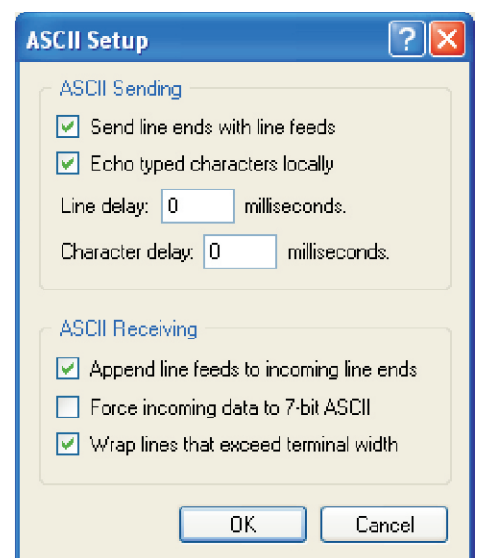 ASCII Setup
ASCII Sending
Send line ends with line feeds
Echo typed characters locally
Line delay: 0 milliseconds.
Character delay: 0 milliseconds.
ASCII Receiving
Append line feeds to incoming line ends
Force incoming data to 7-bit ASCII
Wrap lines that exceed terminal width
OK Cancel